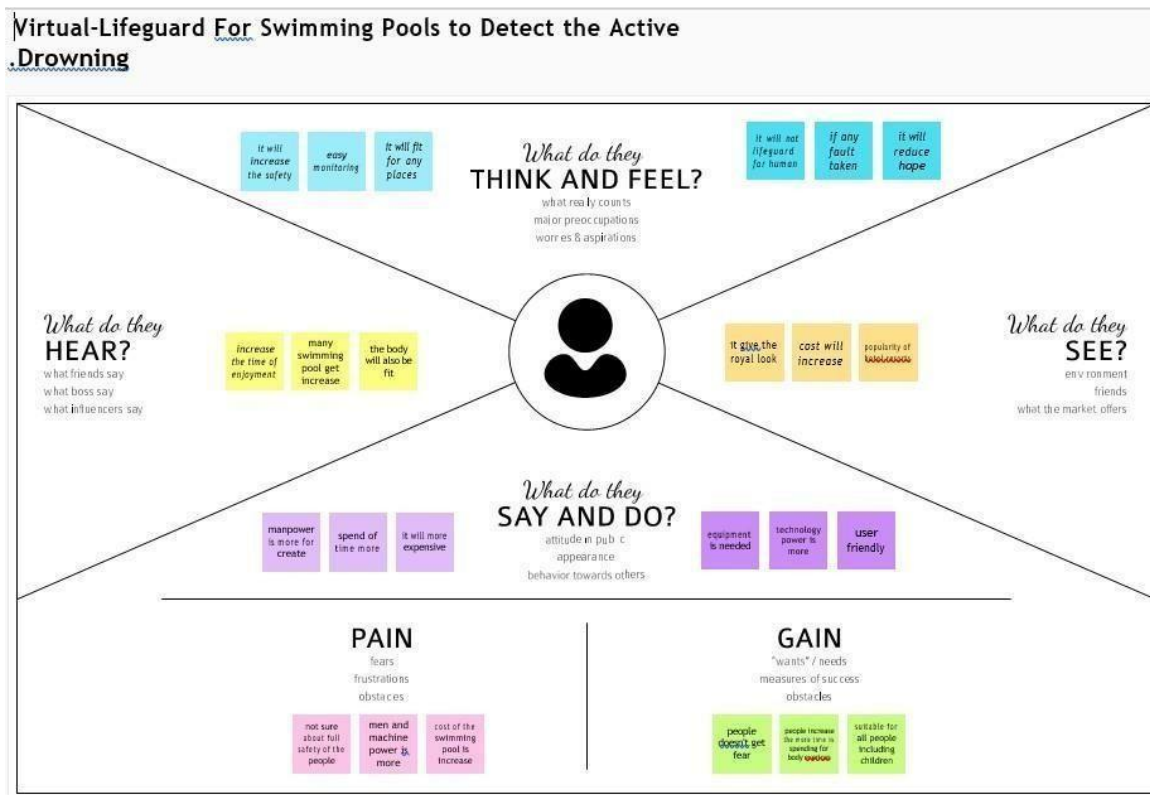 Virtual-Lifeguard For Swimming Pools to Detect the Active
.Drowning
it will
increase
the safety
easy
monitoring
it will fit
for any
places
What do they
THINK AND FEEL?
what really counts
major preoccupations
worries & aspirations
it will not
lifeguard
for human
if any
fault
taken
it will
reduce
hope
What do they
HEAR?
what friends say
what boss say
what influencers say
increase
the time of
enjoyment
many
swimming
pool get
increase
the body
will also be
fit
it give the
royal look
cost will
increase
popularity of
What do they
SEE?
environment
friends
what the market offers
What do they
SAY AND DO?
attitude in public
appearance
behavior towards others
manpower
is more for
create
spend of
time more
it will more
expensive
equipment
is needed
technology
power is
more
user
friendly
PAIN
fears
frustrations
obstaces
not sure
about full
safety of the
people
men and
machine
power is
more
cost of the
swimming
pool is
increase
GAIN
"wants" / needs
measures of success
obstacles
people
doesn't get
fear
people increase
the more time is
spending for
body
suitable for
all people
including
children